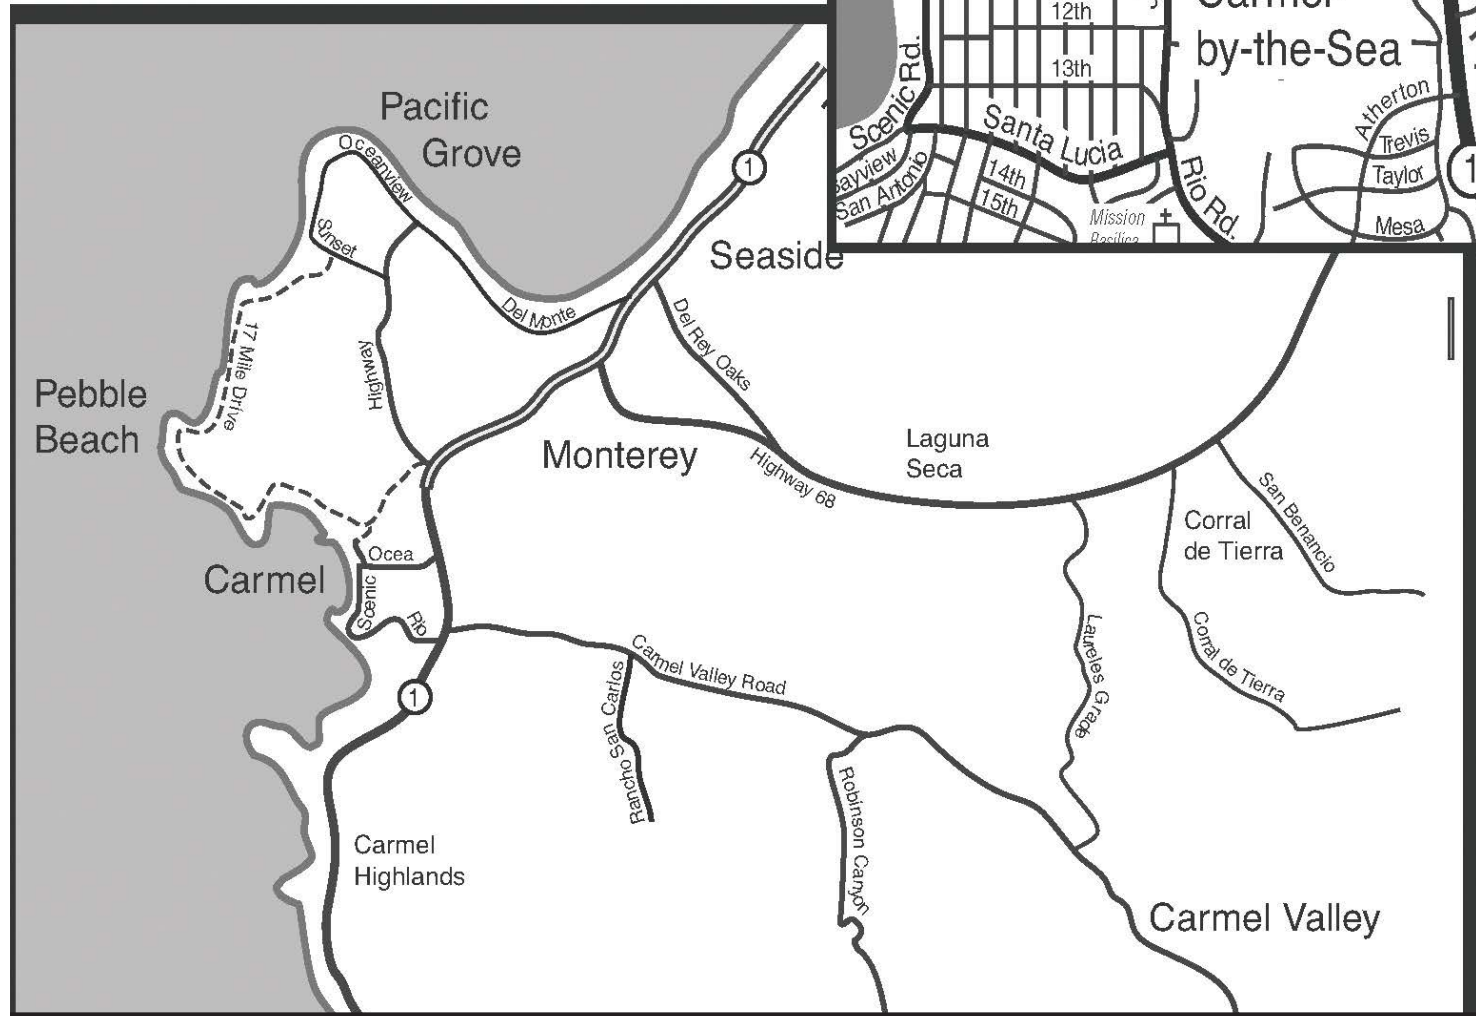 12th
Carmel
by-the-Sea
13th
Scenic Rd.
Santa Lucia
Atherton
Trevis
Taylor
Mesa
1
14th
15th
San Antonio
Rio Rd.
Mission
Basilica
Pacific
Grove
Oceanview
1
Sunset
Seaside
Del Monte
Del Rey Oaks
17 Mile Drive
Highway
Pebble
Beach
Monterey
Highway 68
Laguna
Seca
San Benancio
Corral
de Tierra
Ocea
Carmel
Scenic
Rio
Carmel Valley Road
Laureles Grade
Corral de Tierra
1
Rancho San Carlos
Robinson Canyon
Carmel
Highlands
Carmel Valley